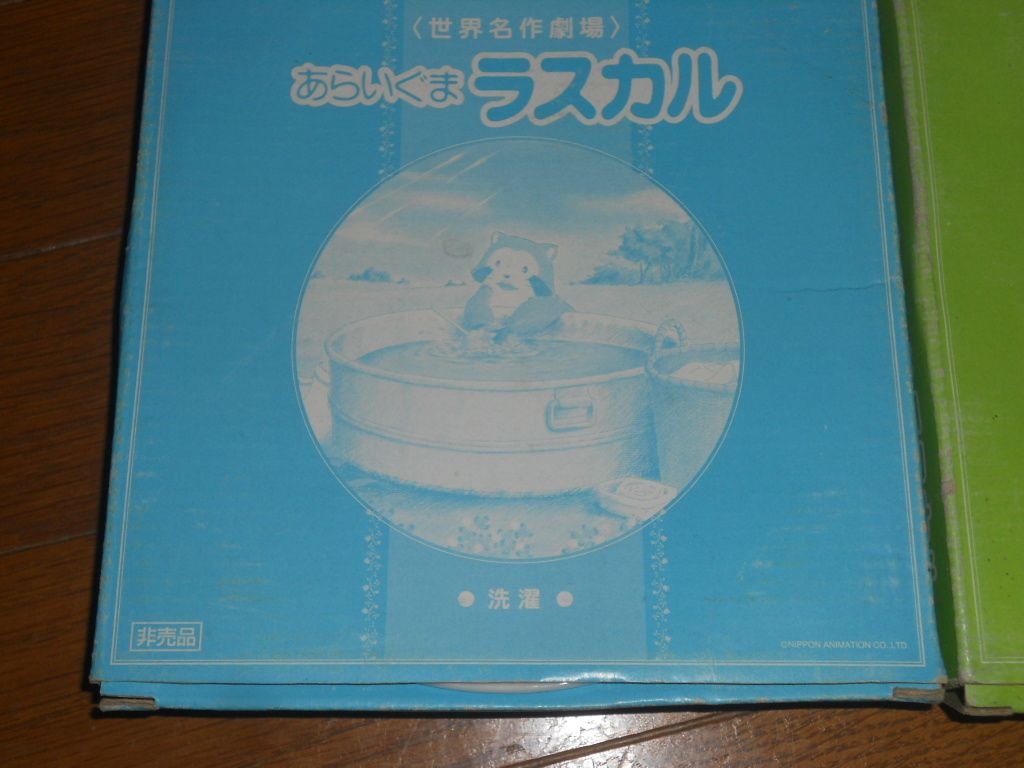 〈世界名作劇場〉
あらいぐま ラスカル
● 洗濯 ●
非売品
©NIPPON ANIMATION CO.,LTD.